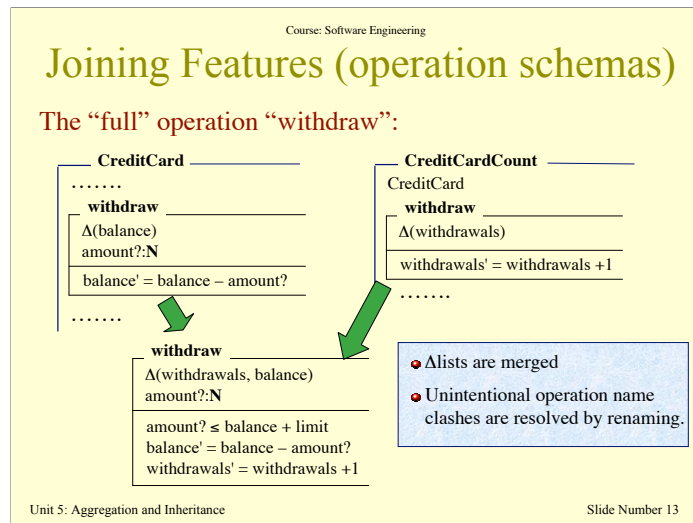 Course: Software Engineering
Joining Features (operation schemas)
The “full” operation “withdraw”:
CreditCard
.......
withdraw
Δ(balance)
amount?:N
balance' = balance – amount?
.......
CreditCardCount
CreditCard
withdraw
Δ(withdrawals)
withdrawals' = withdrawals +1
.......
withdraw
Δ(withdrawals, balance)
amount?:N
amount? ≤ balance + limit
balance' = balance – amount?
withdrawals' = withdrawals +1
Δlists are merged
Unintentional operation name
clashes are resolved by renaming.
Unit 5: Aggregation and Inheritance
Slide Number 13